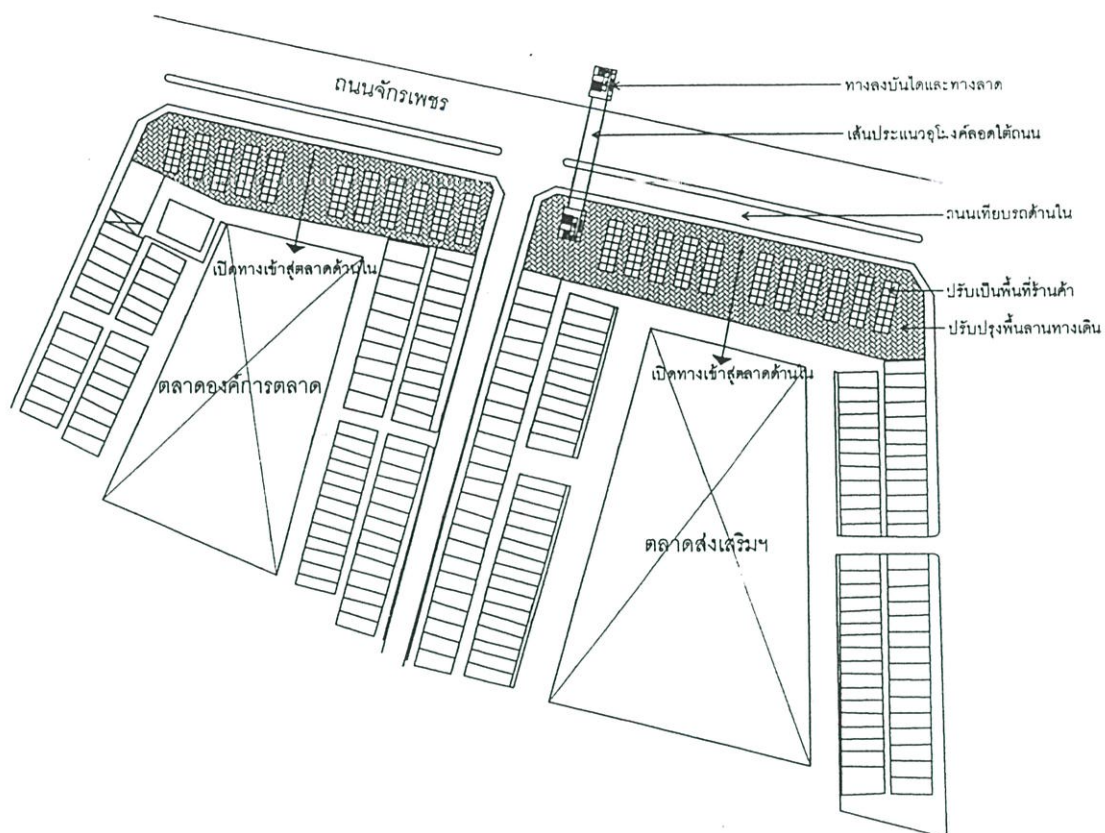 ถนนจักรเพชร
ทางลงบันไดและทางลาด
เส้นประแนวอุโมงค์ลอดใต้ถนน
ถนนเทียบรถด้านใน
ปรับเป็นพื้นที่ร้านค้า
ปรับปรุงพื้นลานทางเดิน
เปิดทางเข้าสู่ตลาดด้านใน
เปิดทางเข้าสู่ตลาดด้านใน
ตลาดองค์การตลาด
ตลาดส่งเสริมฯ